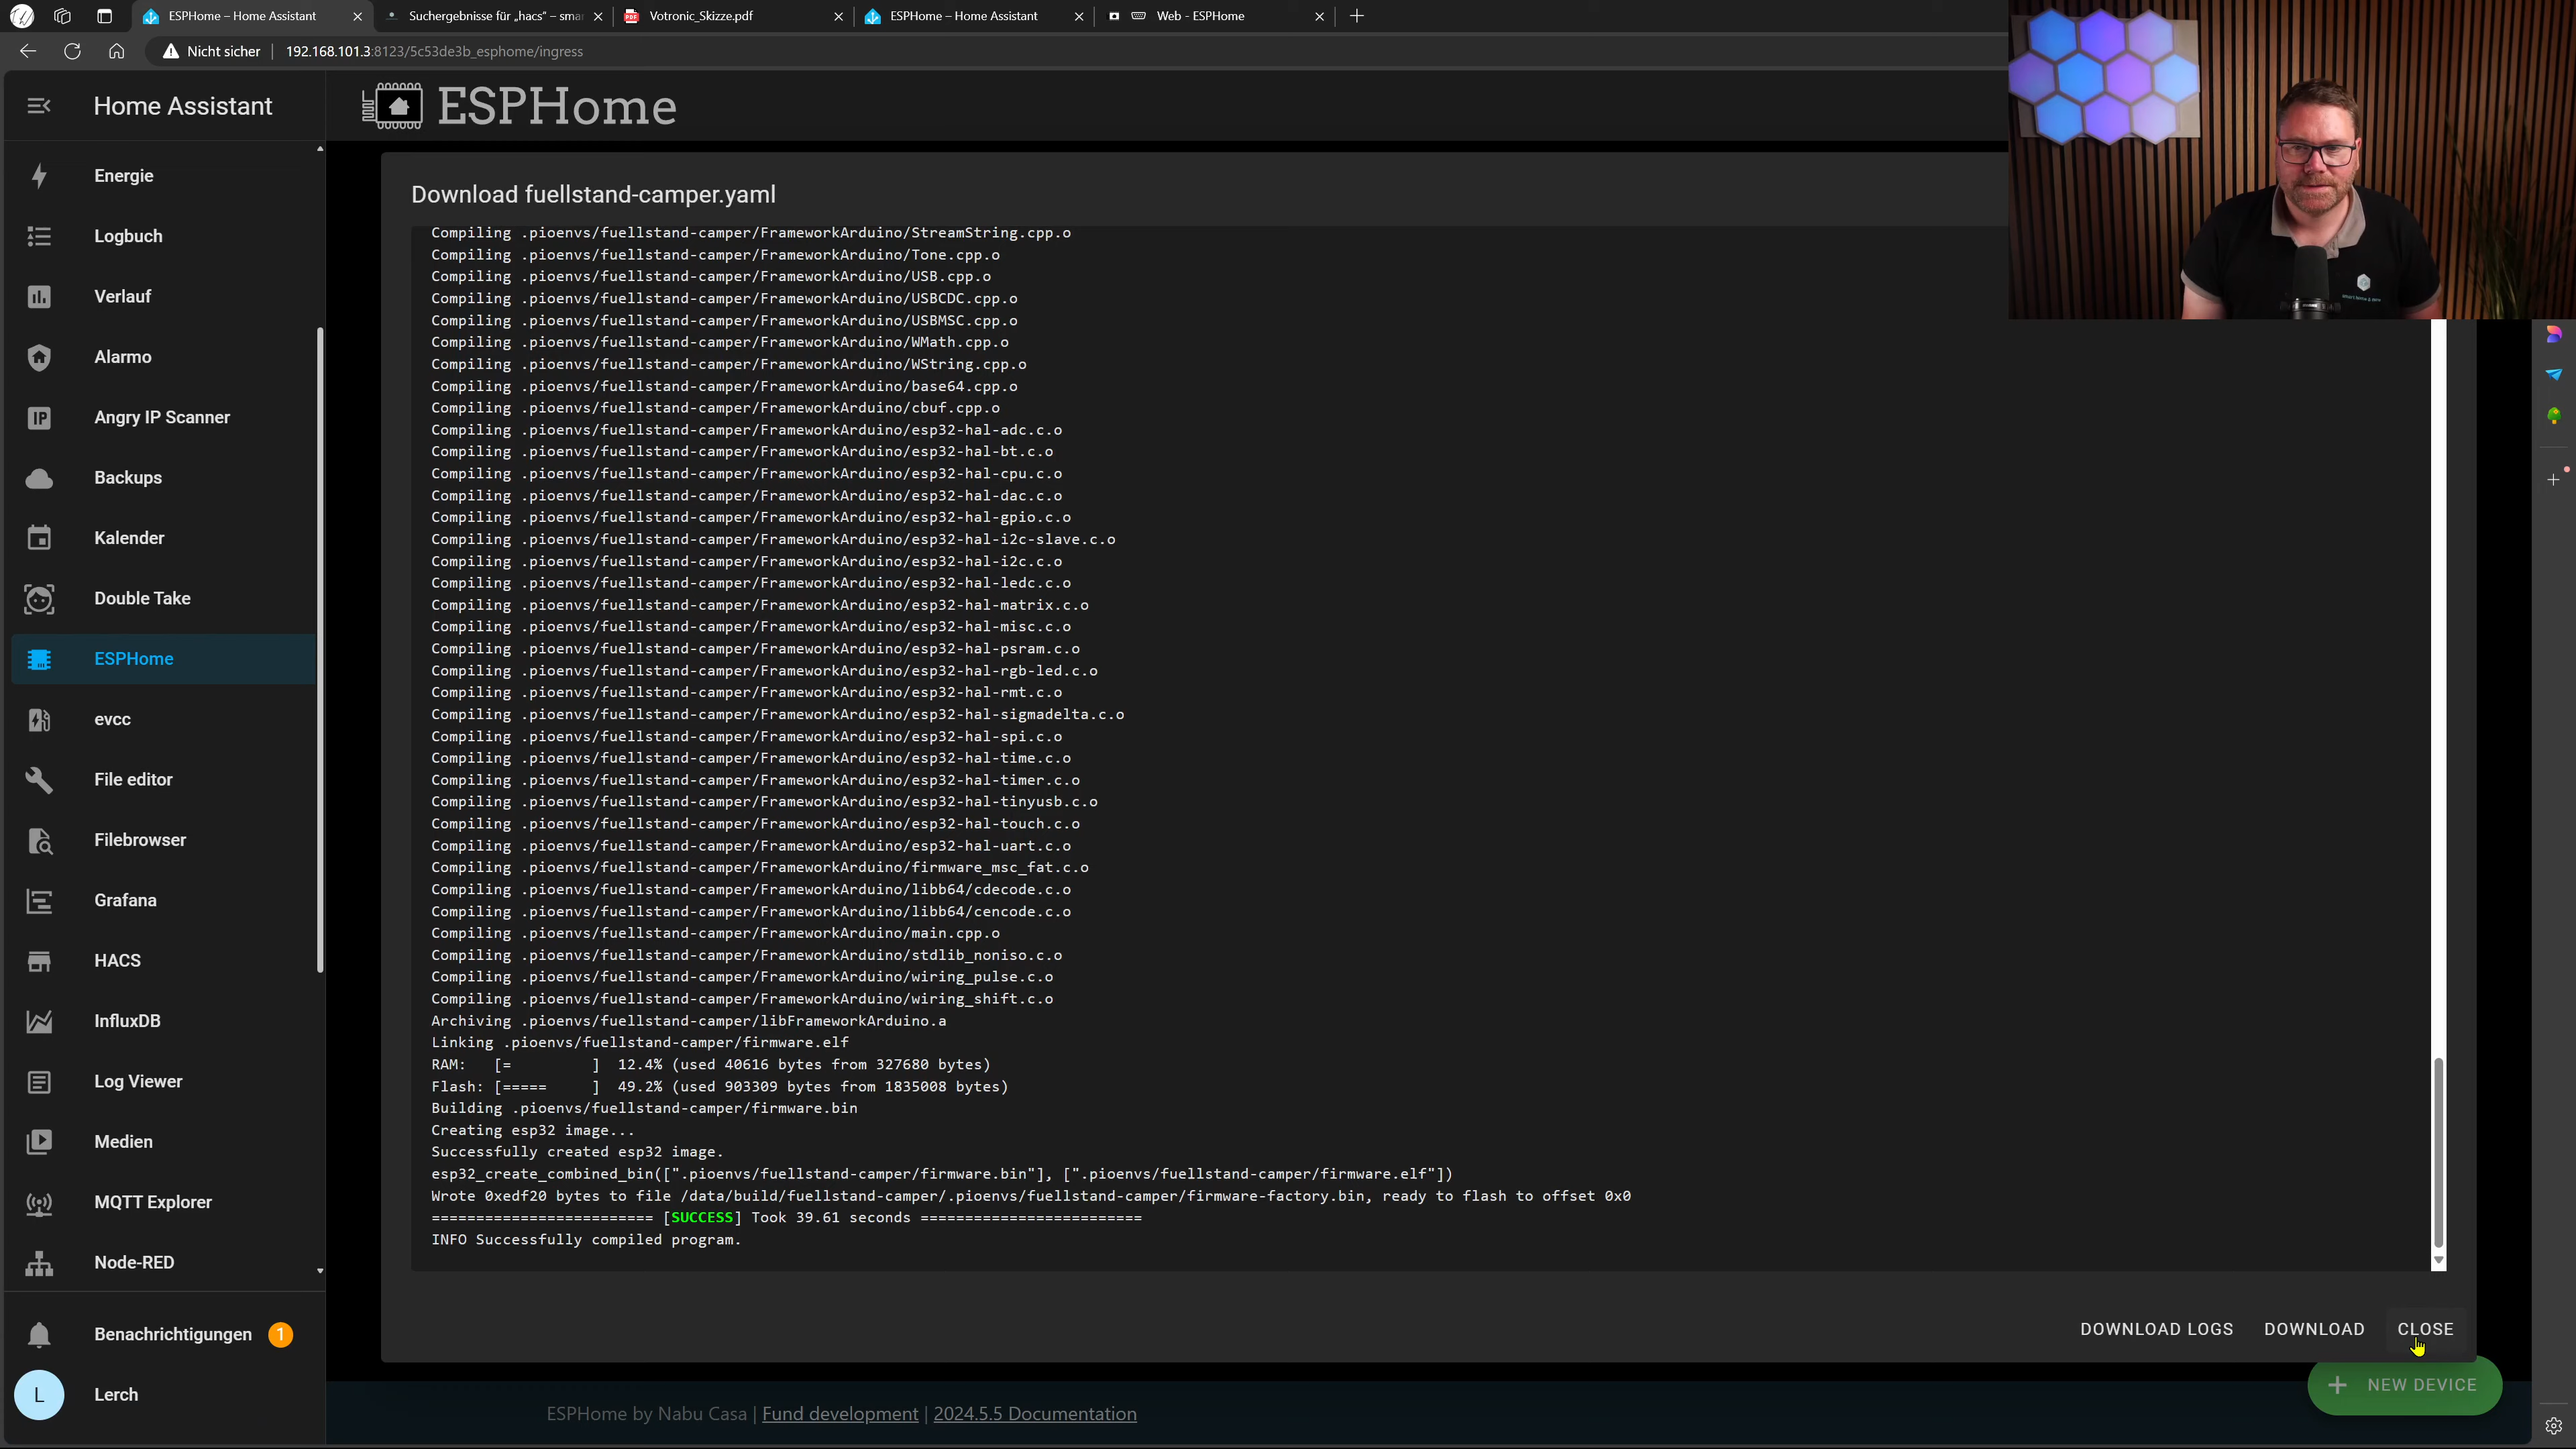 ESPHome – Home Assistant
Suchergebnisse für „hacs“ – sma
Votronic_Skizze.pdf
ESPHome – Home Assistant
Web - ESPHome
Nicht sicher
192.168.101.3:8123/5c53de3b_esphome/ingress
Home Assistant
ESPHome
Energie
Logbuch
Verlauf
Alarmo
Angry IP Scanner
Backups
Kalender
Double Take
ESPHome
evcc
File editor
Filebrowser
Grafana
HACS
InfluxDB
Log Viewer
Medien
MQTT Explorer
Node-RED
Benachrichtigungen 1
L Lerch
Download fuellstand-camper.yaml
Compiling .pioenvs/fuellstand-camper/FrameworkArduino/StreamString.cpp.o
Compiling .pioenvs/fuellstand-camper/FrameworkArduino/Tone.cpp.o
Compiling .pioenvs/fuellstand-camper/FrameworkArduino/USB.cpp.o
Compiling .pioenvs/fuellstand-camper/FrameworkArduino/USBCDC.cpp.o
Compiling .pioenvs/fuellstand-camper/FrameworkArduino/USBMSC.cpp.o
Compiling .pioenvs/fuellstand-camper/FrameworkArduino/WMath.cpp.o
Compiling .pioenvs/fuellstand-camper/FrameworkArduino/WString.cpp.o
Compiling .pioenvs/fuellstand-camper/FrameworkArduino/base64.cpp.o
Compiling .pioenvs/fuellstand-camper/FrameworkArduino/cbuf.cpp.o
Compiling .pioenvs/fuellstand-camper/FrameworkArduino/esp32-hal-adc.c.o
Compiling .pioenvs/fuellstand-camper/FrameworkArduino/esp32-hal-bt.c.o
Compiling .pioenvs/fuellstand-camper/FrameworkArduino/esp32-hal-cpu.c.o
Compiling .pioenvs/fuellstand-camper/FrameworkArduino/esp32-hal-dac.c.o
Compiling .pioenvs/fuellstand-camper/FrameworkArduino/esp32-hal-gpio.c.o
Compiling .pioenvs/fuellstand-camper/FrameworkArduino/esp32-hal-i2c-slave.c.o
Compiling .pioenvs/fuellstand-camper/FrameworkArduino/esp32-hal-i2c.c.o
Compiling .pioenvs/fuellstand-camper/FrameworkArduino/esp32-hal-ledc.c.o
Compiling .pioenvs/fuellstand-camper/FrameworkArduino/esp32-hal-matrix.c.o
Compiling .pioenvs/fuellstand-camper/FrameworkArduino/esp32-hal-misc.c.o
Compiling .pioenvs/fuellstand-camper/FrameworkArduino/esp32-hal-psram.c.o
Compiling .pioenvs/fuellstand-camper/FrameworkArduino/esp32-hal-rgb-led.c.o
Compiling .pioenvs/fuellstand-camper/FrameworkArduino/esp32-hal-rmt.c.o
Compiling .pioenvs/fuellstand-camper/FrameworkArduino/esp32-hal-sigmadelta.c.o
Compiling .pioenvs/fuellstand-camper/FrameworkArduino/esp32-hal-spi.c.o
Compiling .pioenvs/fuellstand-camper/FrameworkArduino/esp32-hal-time.c.o
Compiling .pioenvs/fuellstand-camper/FrameworkArduino/esp32-hal-timer.c.o
Compiling .pioenvs/fuellstand-camper/FrameworkArduino/esp32-hal-tinyusb.c.o
Compiling .pioenvs/fuellstand-camper/FrameworkArduino/esp32-hal-touch.c.o
Compiling .pioenvs/fuellstand-camper/FrameworkArduino/esp32-hal-uart.c.o
Compiling .pioenvs/fuellstand-camper/FrameworkArduino/firmware_msc_fat.c.o
Compiling .pioenvs/fuellstand-camper/FrameworkArduino/libb64/cdecode.c.o
Compiling .pioenvs/fuellstand-camper/FrameworkArduino/libb64/cencode.c.o
Compiling .pioenvs/fuellstand-camper/FrameworkArduino/main.cpp.o
Compiling .pioenvs/fuellstand-camper/FrameworkArduino/stdlib_noniso.c.o
Compiling .pioenvs/fuellstand-camper/FrameworkArduino/wiring_pulse.c.o
Compiling .pioenvs/fuellstand-camper/FrameworkArduino/wiring_shift.c.o
Archiving .pioenvs/fuellstand-camper/libFrameworkArduino.a
Linking .pioenvs/fuellstand-camper/firmware.elf
RAM:   [=         ]  12.4% (used 40616 bytes from 327680 bytes)
Flash: [=====     ]  49.2% (used 903309 bytes from 1835008 bytes)
Building .pioenvs/fuellstand-camper/firmware.bin
Creating esp32 image...
Successfully created esp32 image.
esp32_create_combined_bin([".pioenvs/fuellstand-camper/firmware.bin"], [".pioenvs/fuellstand-camper/firmware.elf"])
Wrote 0xedf20 bytes to file /data/build/fuellstand-camper/.pioenvs/fuellstand-camper/firmware-factory.bin, ready to flash to offset 0x0
========================= [SUCCESS] Took 39.61 seconds =========================
INFO Successfully compiled program.
DOWNLOAD LOGS
DOWNLOAD
CLOSE
+ NEW DEVICE
ESPHome by Nabu Casa | Fund development | 2024.5.5 Documentation